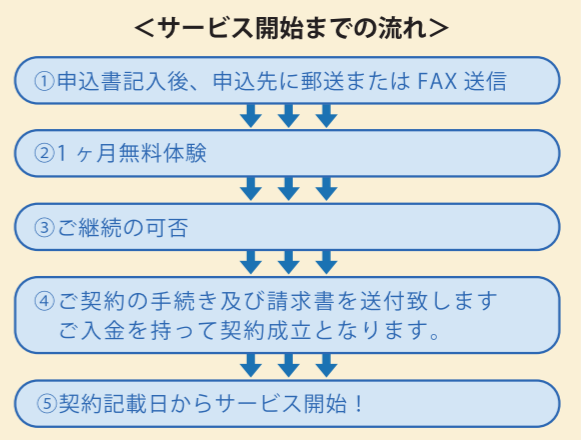 ＜サービス開始までの流れ＞
①申込書記入後、申込先に郵送または FAX 送信
②1 ヶ月無料体験
③ご継続の可否
④ご契約の手続き及び請求書を送付致します
ご入金を持って契約成立となります。
⑤契約記載日からサービス開始！